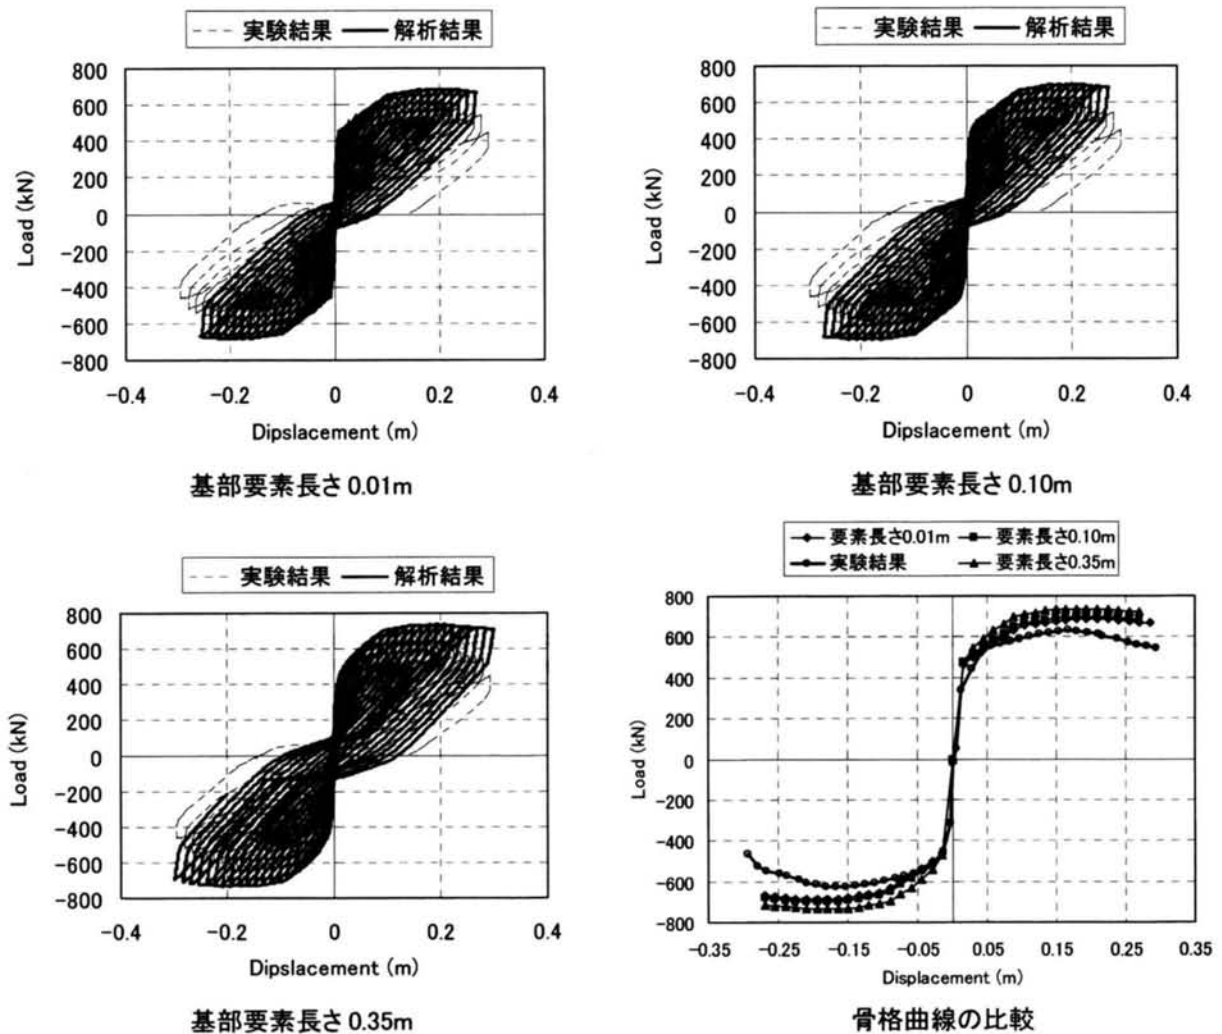 実験結果 解析結果
800
600
400
200
0
-200
-400
-600
-800
Load (kN)
-0.4 -0.2 0 0.2 0.4
Dipslacement (m)
基部要素長さ0.01m
実験結果 解析結果
800
600
400
200
0
-200
-400
-600
-800
Load (kN)
-0.4 -0.2 0 0.2 0.4
Dipslacement (m)
基部要素長さ0.10m
実験結果 解析結果
800
600
400
200
0
-200
-400
-600
-800
Load (kN)
-0.4 -0.2 0 0.2 0.4
Dipslacement (m)
基部要素長さ0.35m
要素長さ0.01m 要素長さ0.10m
実験結果 要素長さ0.35m
800
600
400
200
0
-200
-400
-600
-800
Load (kN)
-0.35 -0.25 -0.15 -0.05 0.05 0.15 0.25 0.35
Displacement (m)
骨格曲線の比較